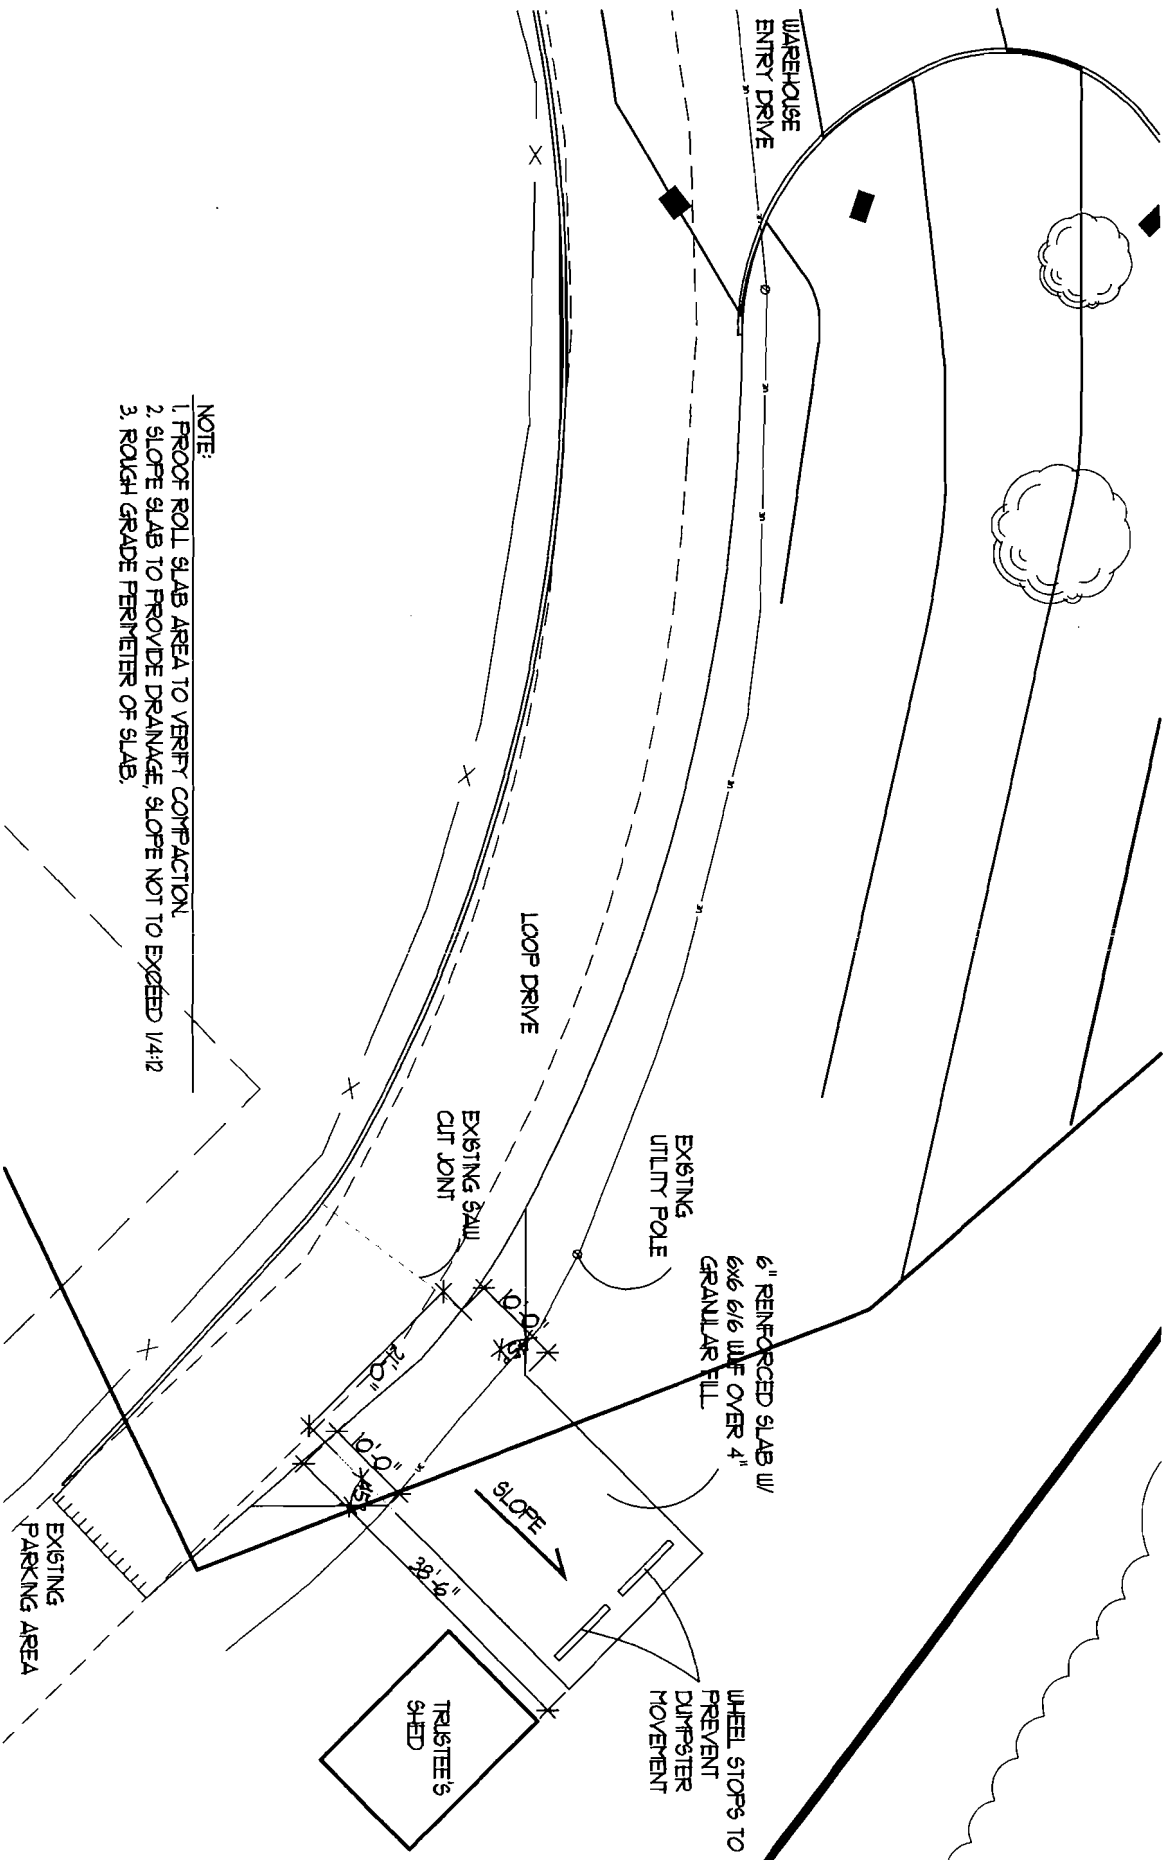 WAREHOUSE
ENTRY DRIVE
NOTE:
1. PROOF ROLL SLAB AREA TO VERIFY COMPACTION.
2. SLOPE SLAB TO PROVIDE DRAINAGE, SLOPE NOT TO EXCEED 1/4:12
3. ROUGH GRADE PERIMETER OF SLAB.
LOOP DRIVE
EXISTING SAW
CUT JOINT
EXISTING
UTILITY POLE
6" REINFORCED SLAB W/
6x6 6/6 WWF OVER 4"
GRANULAR FILL.
10'-0"
45°
21'-0"
10'-0"
45°
SLOPE
38'-6"
WHEEL STOPS TO
PREVENT
DUMPSTER
MOVEMENT
TRUSTEE'S
SHED
EXISTING
PARKING AREA